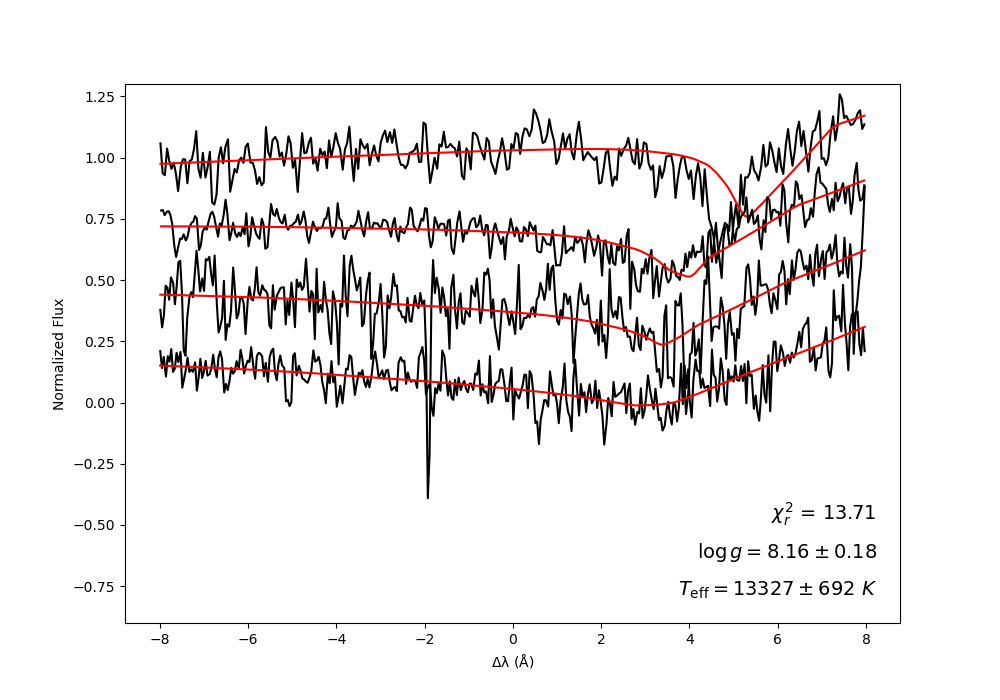 1.25
1.00
0.75
0.50
0.25
0.00
−0.25
−0.50
−0.75
Normalized Flux
χ²ᵣ = 13.71
log g = 8.16 ± 0.18
T_eff = 13327 ± 692 K
−8 −6 −4 −2 0 2 4 6 8
Δλ (Å)